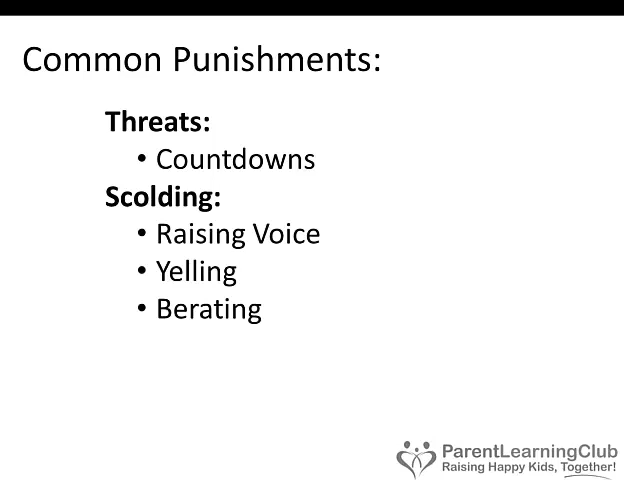 Common Punishments:
Threats:
• Countdowns
Scolding:
• Raising Voice
• Yelling
• Berating
ParentLearningClub
Raising Happy Kids, Together!